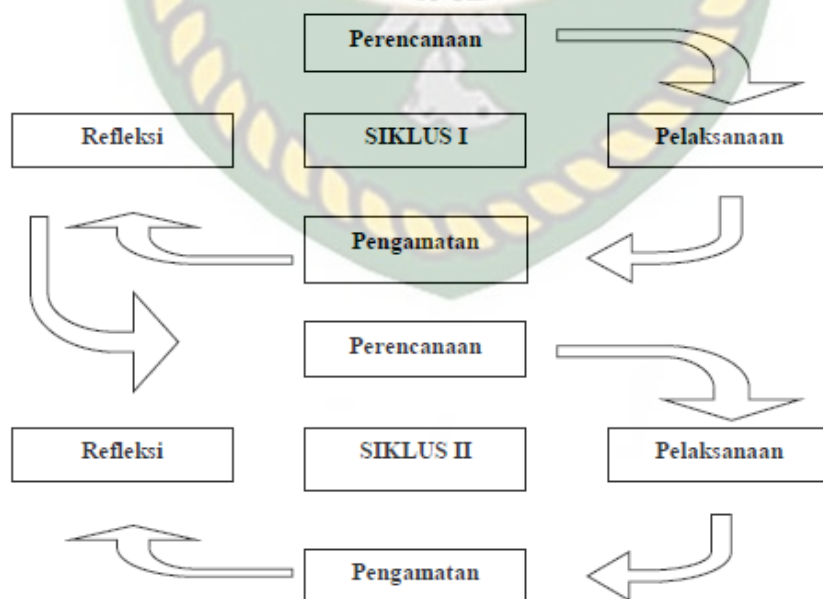 Perencanaan
Refleksi
SIKLUS I
Pelaksanaan
Pengamatan
Perencanaan
Refleksi
SIKLUS II
Pelaksanaan
Pengamatan